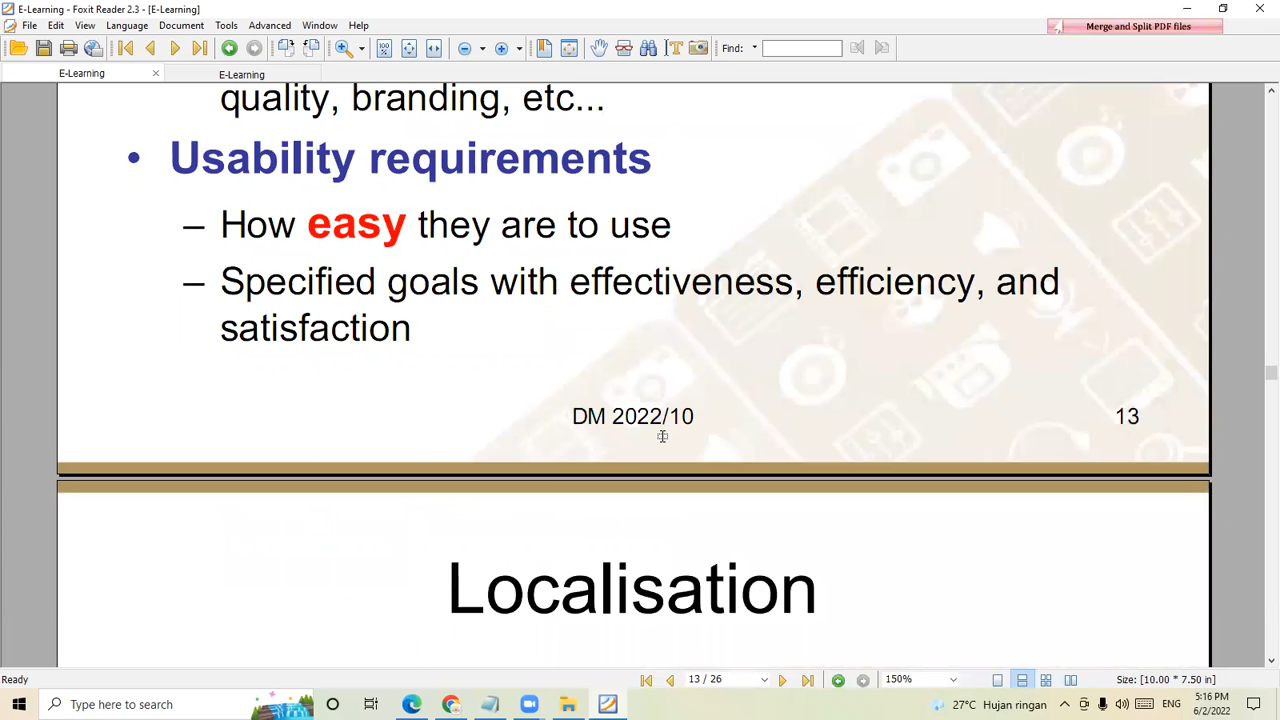 E-Learning - Foxit Reader 2.3 - [E-Learning]
File Edit View Language Document Tools Advanced Window Help
Merge and Split PDF files
Find:
E-Learning
E-Learning
quality, branding, etc...
• Usability requirements
– How easy they are to use
– Specified goals with effectiveness, efficiency, and
satisfaction
DM 2022/10
13
Localisation
Ready
13 / 26
150%
Size: [10.00 * 7.50 in]
Type here to search
27°C Hujan ringan
ENG
5:16 PM
6/2/2022